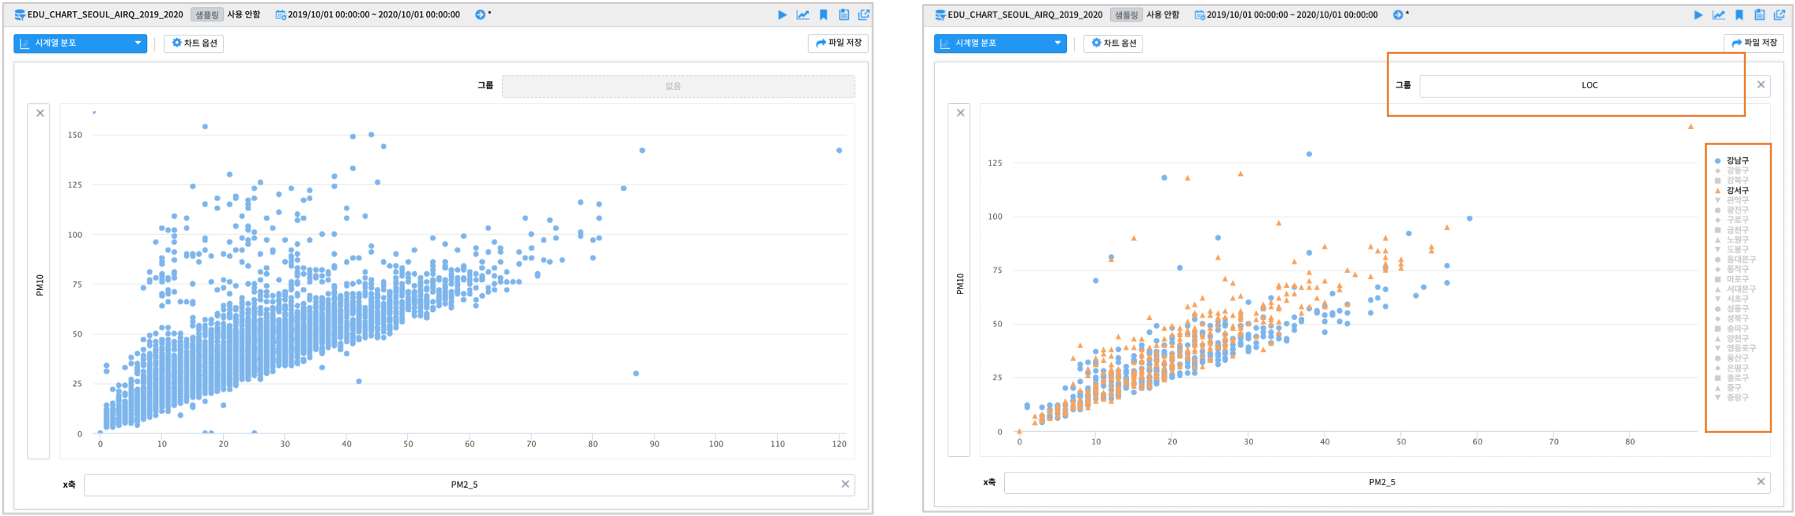 EDU_CHART_SEOUL_AIRQ_2019_2020 샘플링 사용 안함 2019/10/01 00:00:00 ~ 2020/10/01 00:00:00 *
시계열 분포 차트 옵션 파일 저장
그룹 없음
PM10
150
125
100
75
50
25
0
0 10 20 30 40 50 60 70 80 90 100 110 120
x축 PM2_5
EDU_CHART_SEOUL_AIRQ_2019_2020 샘플링 사용 안함 2019/10/01 00:00:00 ~ 2020/10/01 00:00:00 *
시계열 분포 차트 옵션 파일 저장
그룹 LOC
PM10
125
100
75
50
25
0
0 10 20 30 40 50 60 70 80
강남구
강동구
강북구
강서구
관악구
광진구
구로구
금천구
노원구
도봉구
동대문구
동작구
마포구
서대문구
서초구
성동구
성북구
송파구
양천구
영등포구
용산구
은평구
종로구
중구
중랑구
x축 PM2_5